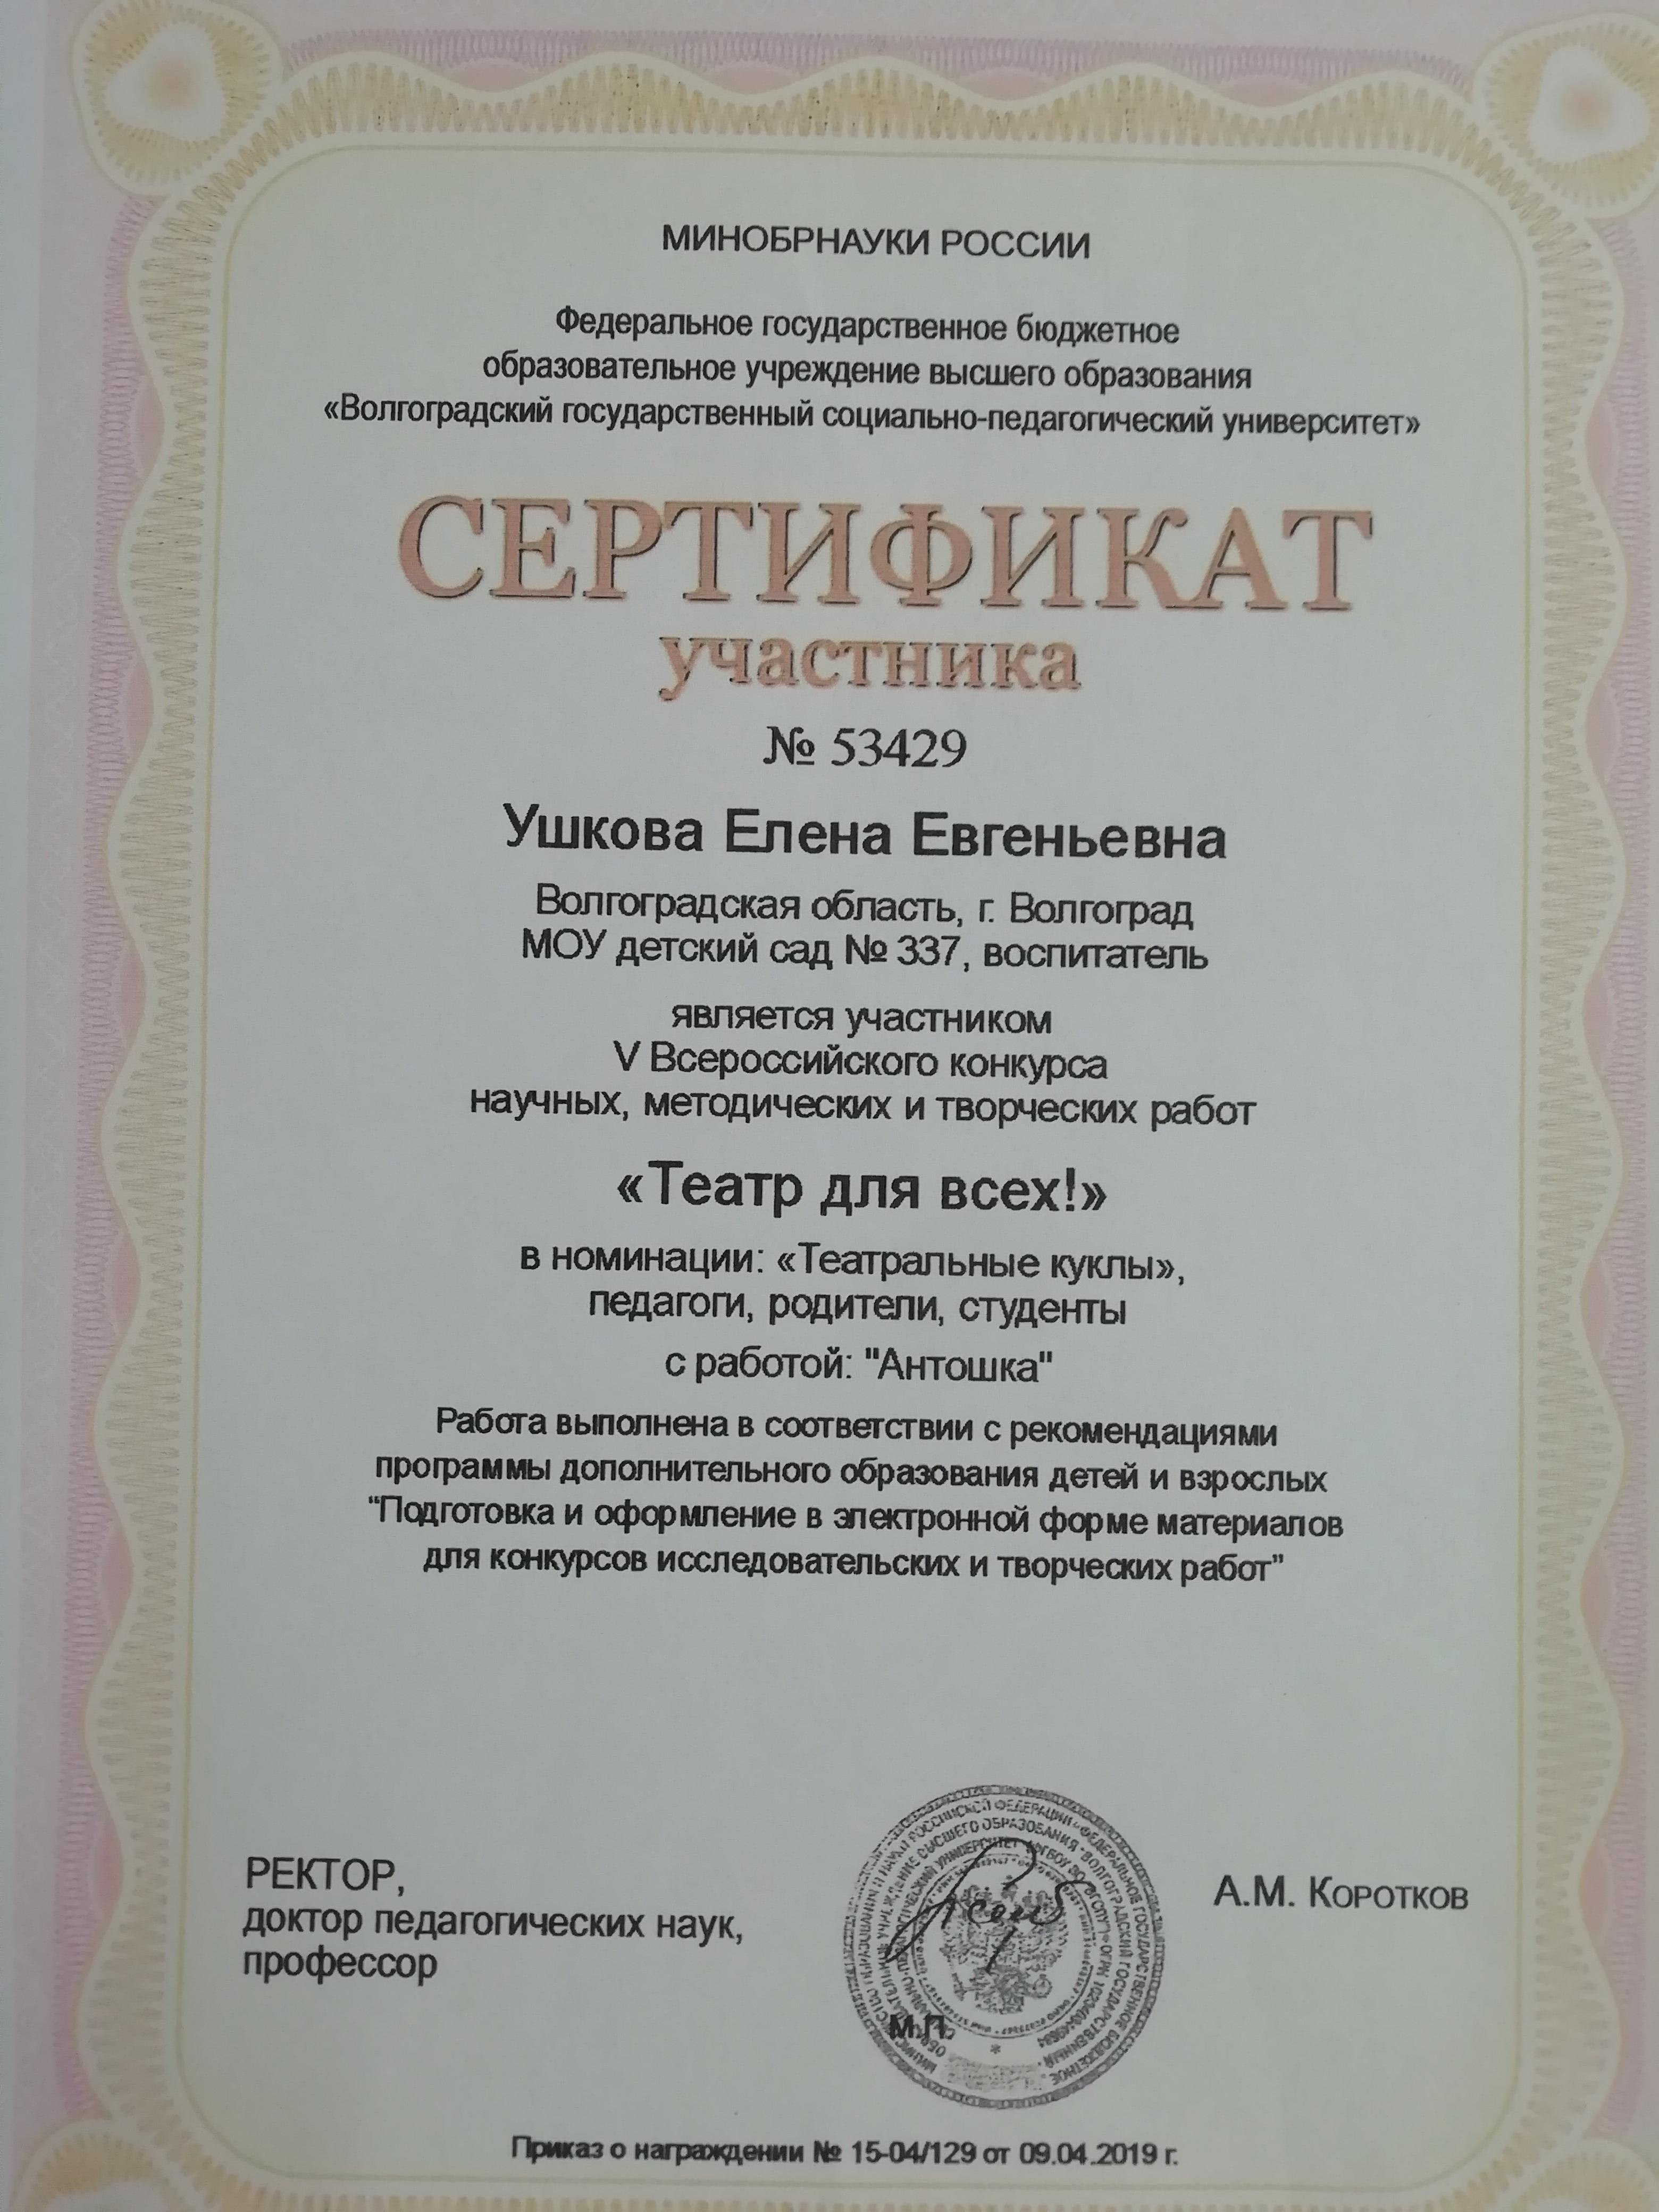 МИНОБРНАУКИ РОССИИ
Федеральное государственное бюджетное
образовательное учреждение высшего образования
«Волгоградский государственный социально-педагогический университет»
СЕРТИФИКАТ
участника
№ 53429
Ушкова Елена Евгеньевна
Волгоградская область, г. Волгоград
МОУ детский сад № 337, воспитатель
является участником
V Всероссийского конкурса
научных, методических и творческих работ
«Театр для всех!»
в номинации: «Театральные куклы»,
педагоги, родители, студенты
с работой: "Антошка"
Работа выполнена в соответствии с рекомендациями
программы дополнительного образования детей и взрослых
“Подготовка и оформление в электронной форме материалов
для конкурсов исследовательских и творческих работ”
РЕКТОР,
доктор педагогических наук,
профессор
М.П.
А.М. КОРОТКОВ
Приказ о награждении № 15-04/129 от 09.04.2019 г.